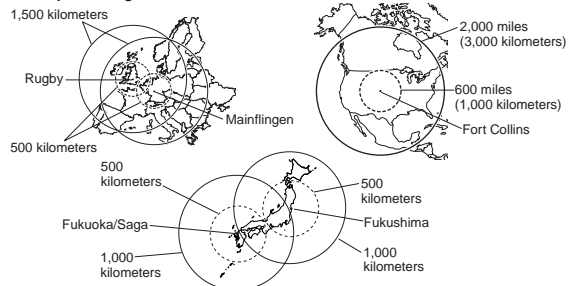 1,500 kilometers
Rugby
500 kilometers
Mainflingen
2,000 miles
(3,000 kilometers)
600 miles
(1,000 kilometers)
Fort Collins
500
kilometers
Fukuoka/Saga
1,000
kilometers
500
kilometers
Fukushima
1,000
kilometers